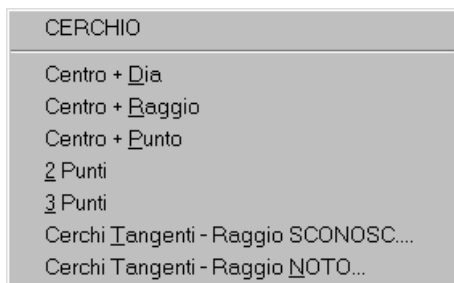 CERCHIO
Centro + Dia
Centro + Raggio
Centro + Punto
2 Punti
3 Punti
Cerchi Tangenti - Raggio SCONOSC....
Cerchi Tangenti - Raggio NOTO...